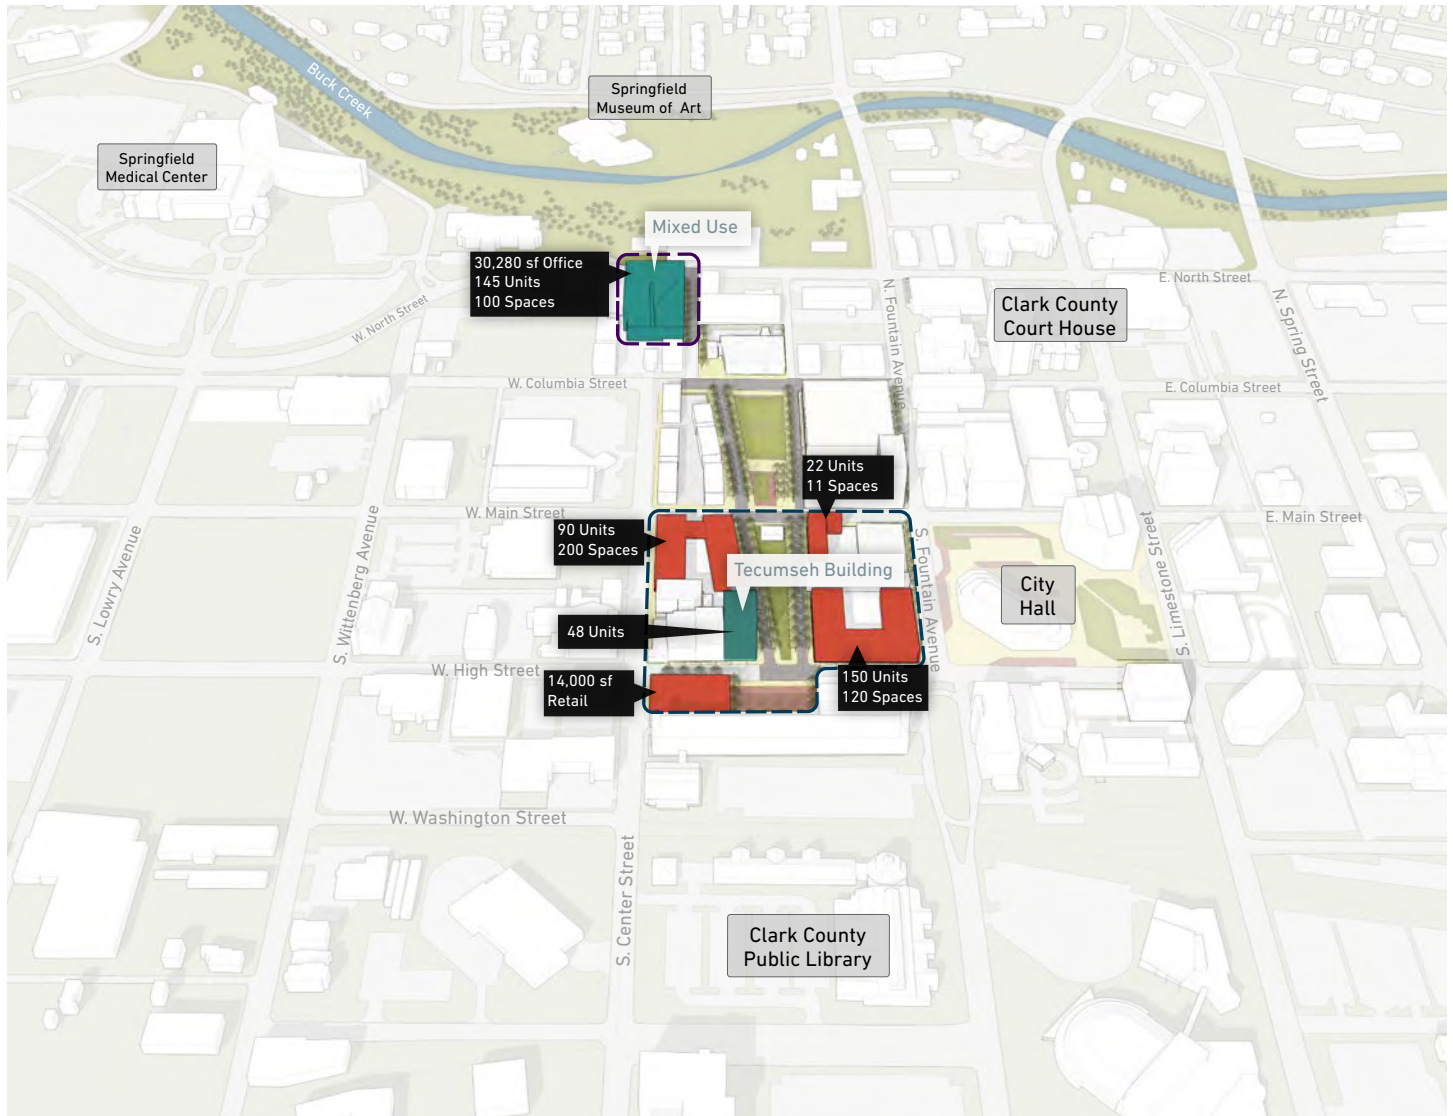 Buck Creek
Springfield
Museum of Art
Springfield
Medical Center
Mixed Use
30,280 sf Office
145 Units
100 Spaces
W. North Street
E. North Street
Clark County
Court House
N. Fountain Avenue
N. Spring Street
W. Columbia Street
E. Columbia Street
22 Units
11 Spaces
W. Main Street
E. Main Street
90 Units
200 Spaces
Tecumseh Building
City
Hall
S. Lowry Avenue
S. Wittenberg Avenue
S. Fountain Avenue
S. Limestone Street
48 Units
W. High Street
14,000 sf
Retail
150 Units
120 Spaces
W. Washington Street
S. Center Street
Clark County
Public Library